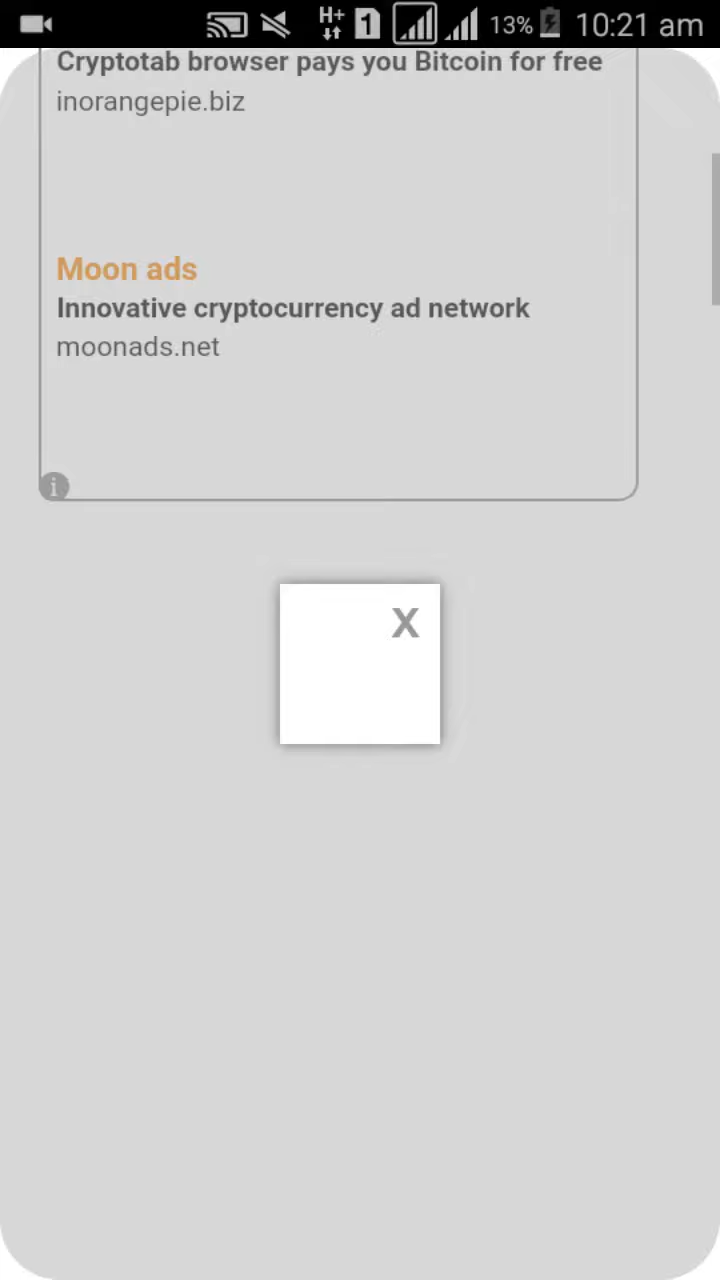 H+ 1 13% 10:21 am
Cryptotab browser pays you Bitcoin for free
inorangepie.biz
Moon ads
Innovative cryptocurrency ad network
moonads.net
i
X